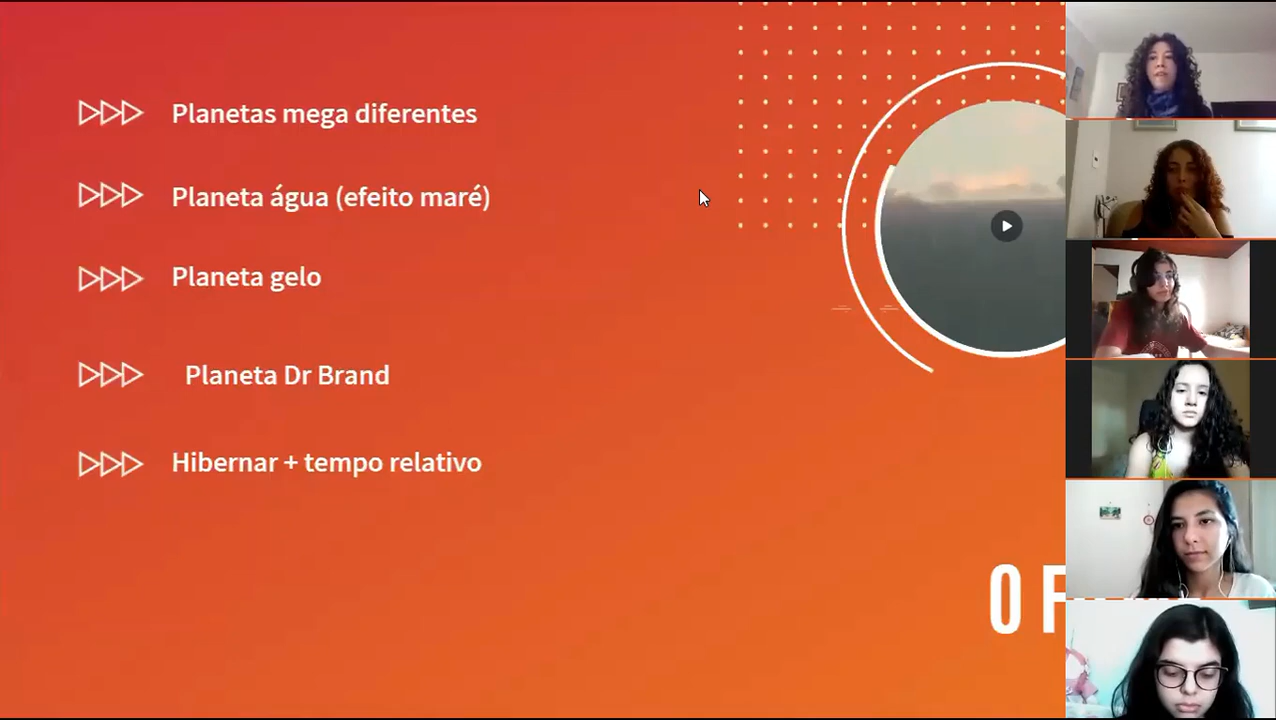 Planetas mega diferentes
Planeta água (efeito maré)
Planeta gelo
Planeta Dr Brand
Hibernar + tempo relativo